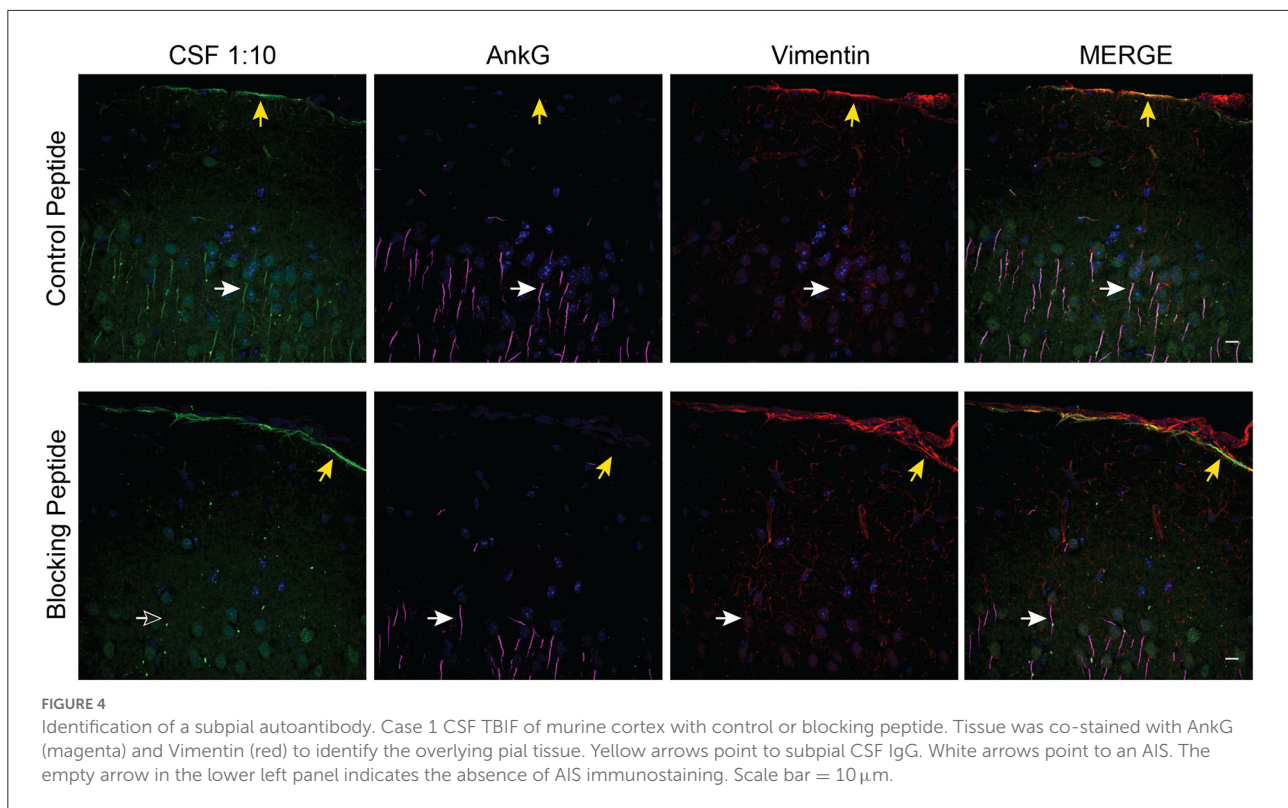 CSF 1:10
AnkG
Vimentin
MERGE
Control Peptide
Blocking Peptide
FIGURE 4
Identification of a subpial autoantibody. Case 1 CSF TBIF of murine cortex with control or blocking peptide. Tissue was co-stained with AnkG
(magenta) and Vimentin (red) to identify the overlying pial tissue. Yellow arrows point to subpial CSF IgG. White arrows point to an AIS. The
empty arrow in the lower left panel indicates the absence of AIS immunostaining. Scale bar = 10 μm.